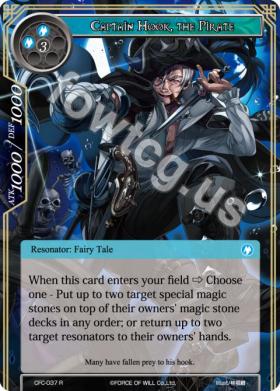 Captain Hook, the Pirate
3
ATK 1000 / DEF 1000
rowtcg.us
Resonator: Fairy Tale
When this card enters your field ⇨ Choose
one - Put up to two target special magic
stones on top of their owners' magic stone
decks in any order; or return up to two
target resonators to their owners' hands.
Many have fallen prey to his hook.
CFC-037 R
©FORCE OF WILL Co.,Ltd.